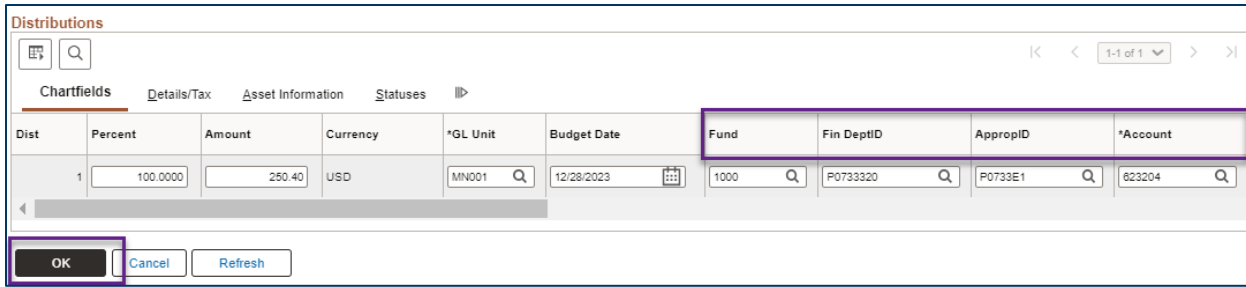 Distributions
1-1 of 1
Chartfields Details/Tax Asset Information Statuses
Dist Percent Amount Currency *GL Unit Budget Date Fund Fin DeptID AppropID *Account
1 100.0000 250.40 USD MN001 12/28/2023 1000 P0733320 P0733E1 623204
OK Cancel Refresh